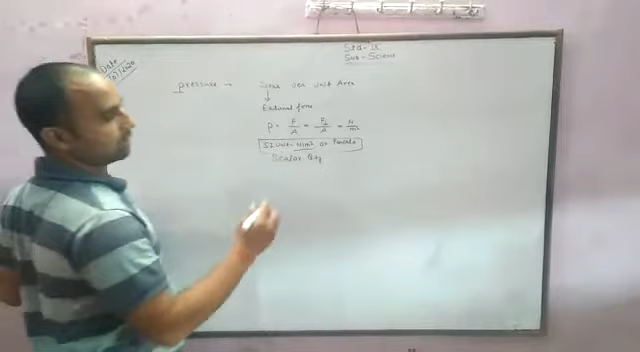 Std- IX
Sub - Science
Date
Pressure → Force per unit Area
↓
External force
P = F/A = F⊥/A = N/m²
SI unit- N/m² or Pascals
Scalar Qty